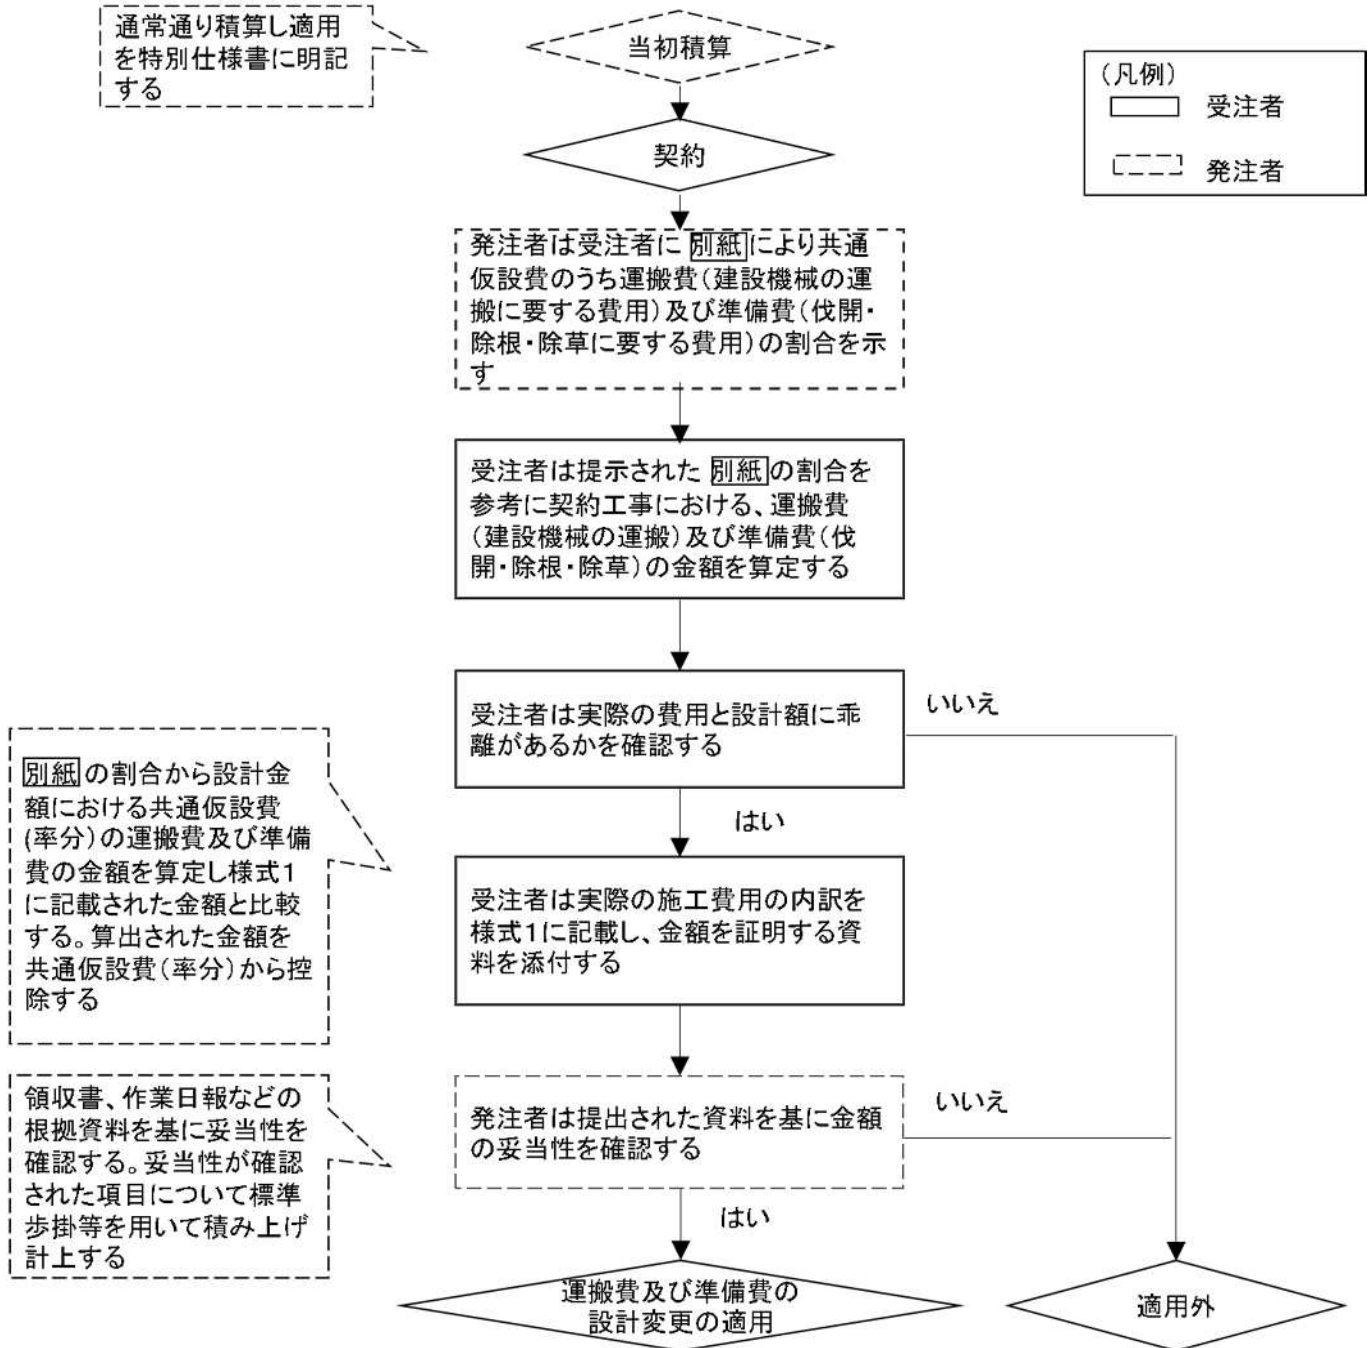 通常通り積算し適用
を特別仕様書に明記
する
当初積算
(凡例)
受注者
発注者
契約
発注者は受注者に 別紙 により共通
仮設費のうち運搬費(建設機械の運
搬に要する費用)及び準備費(伐開・
除根・除草に要する費用)の割合を示
す
受注者は提示された 別紙 の割合を
参考に契約工事における、運搬費
(建設機械の運搬)及び準備費(伐
開・除根・除草)の金額を算定する
受注者は実際の費用と設計額に乖
離があるかを確認する
いいえ
はい
別紙 の割合から設計金
額における共通仮設費
(率分)の運搬費及び準備
費の金額を算定し様式1
に記載された金額と比較
する。算出された金額を
共通仮設費(率分)から控
除する
受注者は実際の施工費用の内訳を
様式1に記載し、金額を証明する資
料を添付する
領収書、作業日報などの
根拠資料を基に妥当性を
確認する。妥当性が確認
された項目について標準
歩掛等を用いて積み上げ
計上する
発注者は提出された資料を基に金額
の妥当性を確認する
いいえ
はい
運搬費及び準備費の
設計変更の適用
適用外